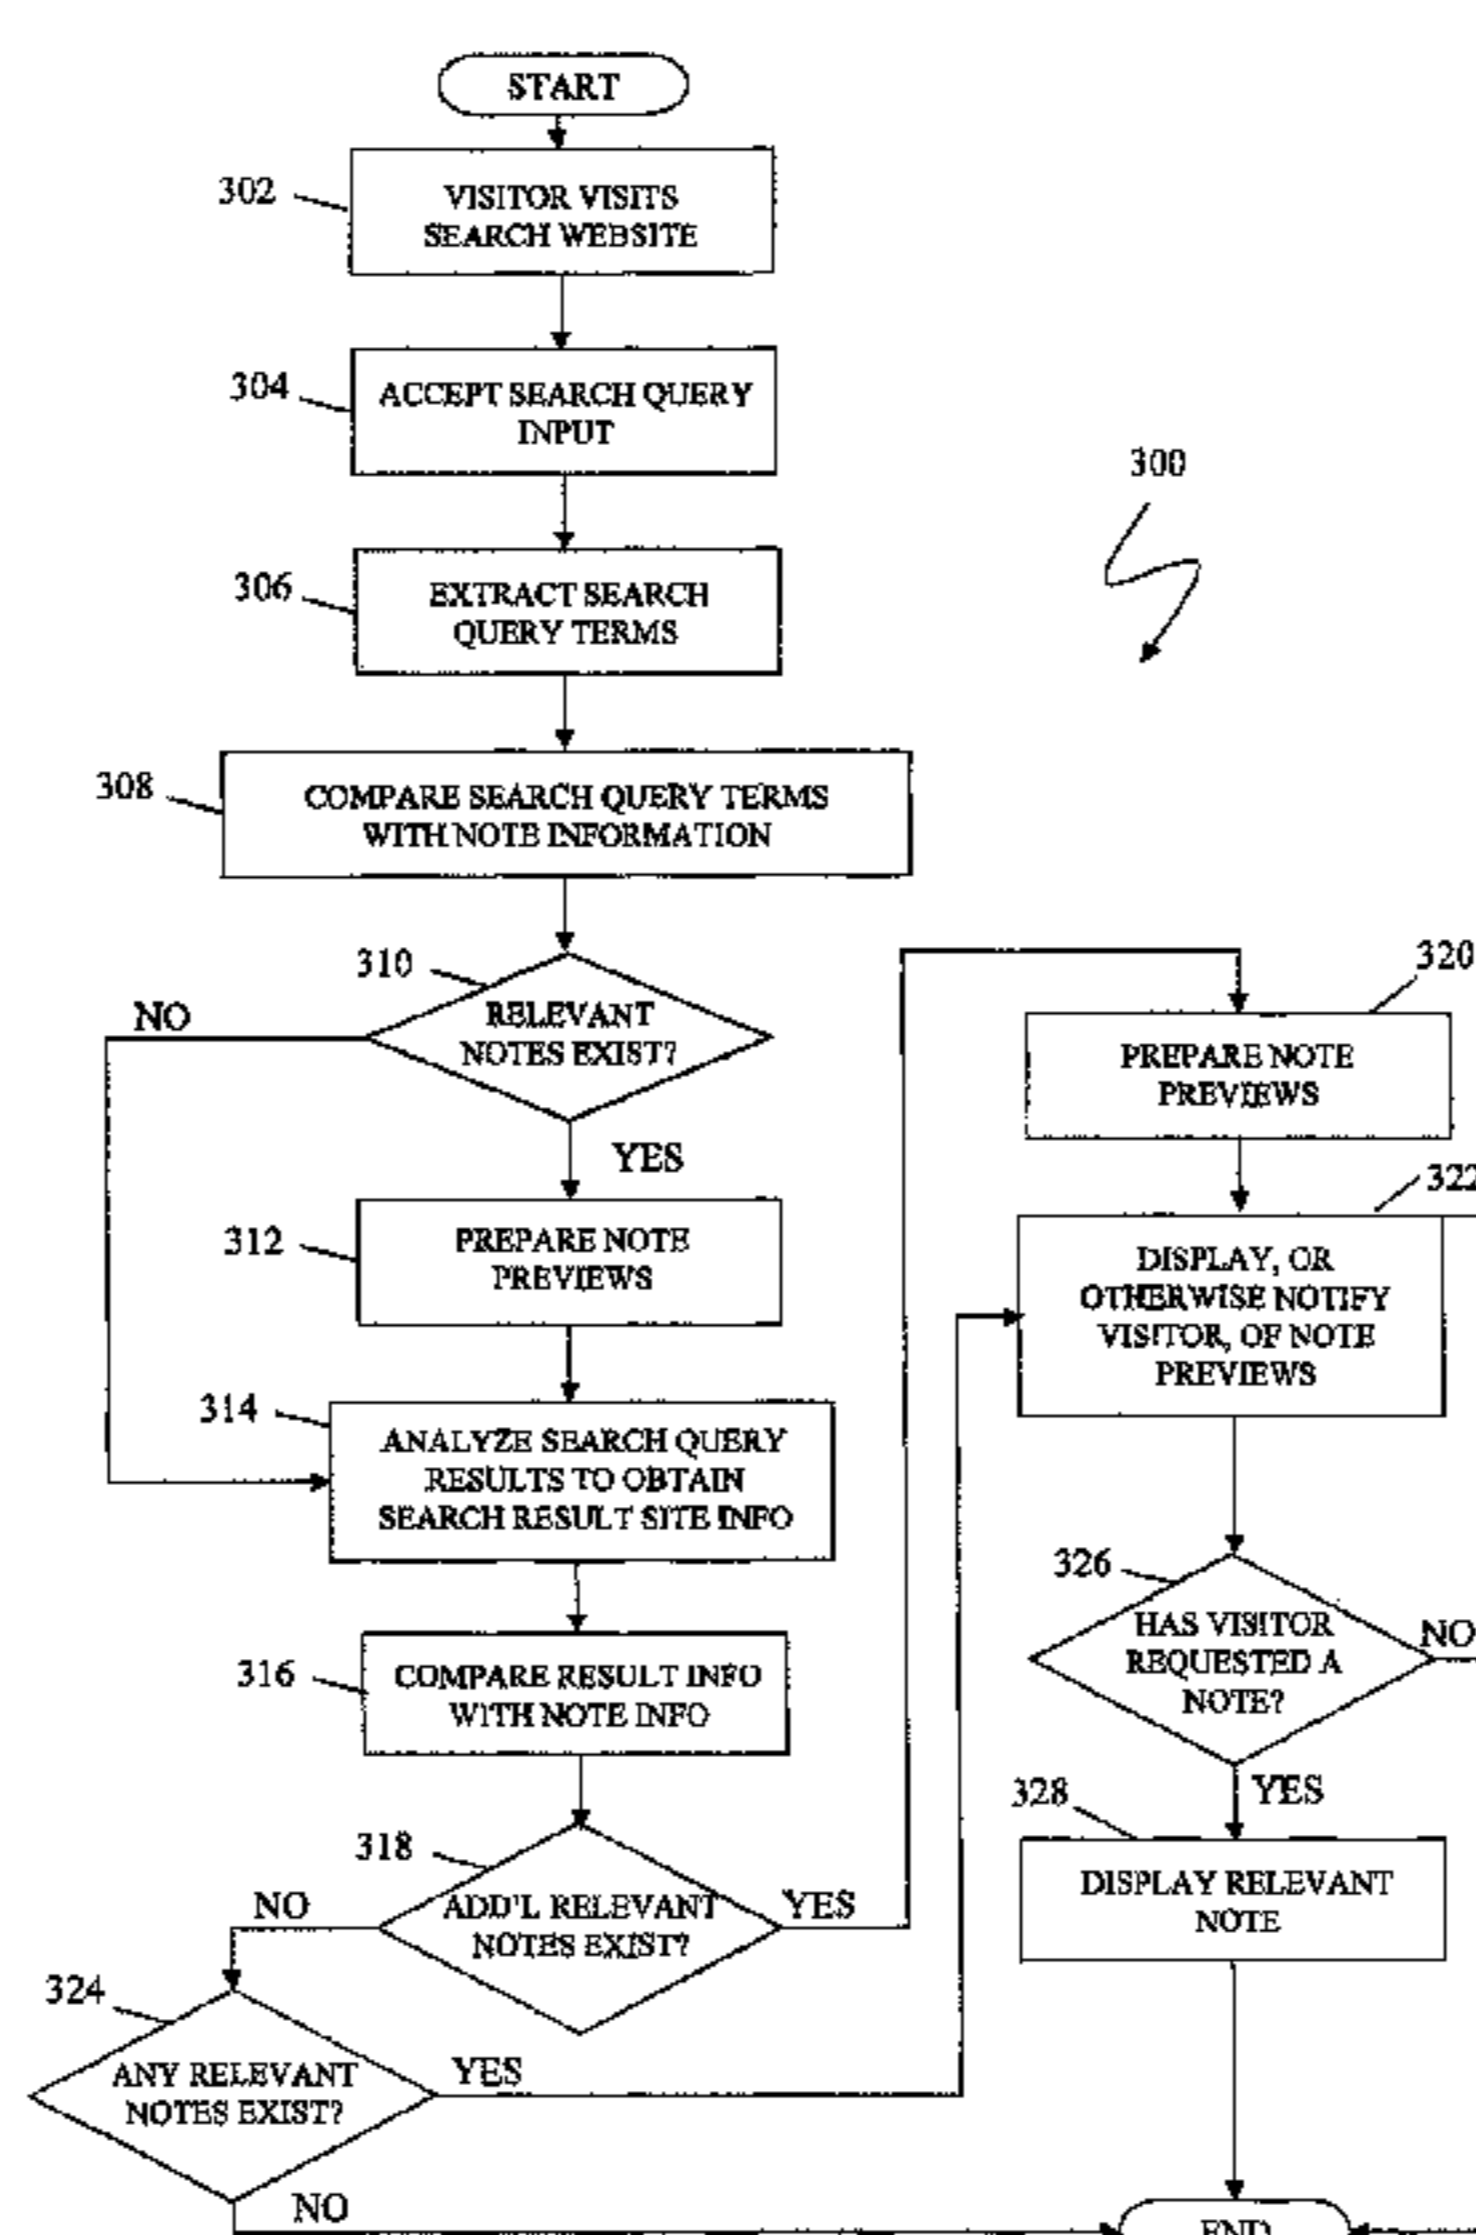 START
302
VISITOR VISITS
SEARCH WEBSITE
304
ACCEPT SEARCH QUERY
INPUT
300
306
EXTRACT SEARCH
QUERY TERMS
308
COMPARE SEARCH QUERY TERMS
WITH NOTE INFORMATION
310
RELEVANT
NOTES EXIST?
NO
YES
312
PREPARE NOTE
PREVIEWS
314
ANALYZE SEARCH QUERY
RESULTS TO OBTAIN
SEARCH RESULT SITE INFO
316
COMPARE RESULT INFO
WITH NOTE INFO
318
ADD'L RELEVANT
NOTES EXIST?
NO
YES
324
ANY RELEVANT
NOTES EXIST?
YES
NO
320
PREPARE NOTE
PREVIEWS
322
DISPLAY, OR
OTHERWISE NOTIFY
VISITOR, OF NOTE
PREVIEWS
326
HAS VISITOR
REQUESTED A
NOTE?
NO
YES
328
DISPLAY RELEVANT
NOTE
END